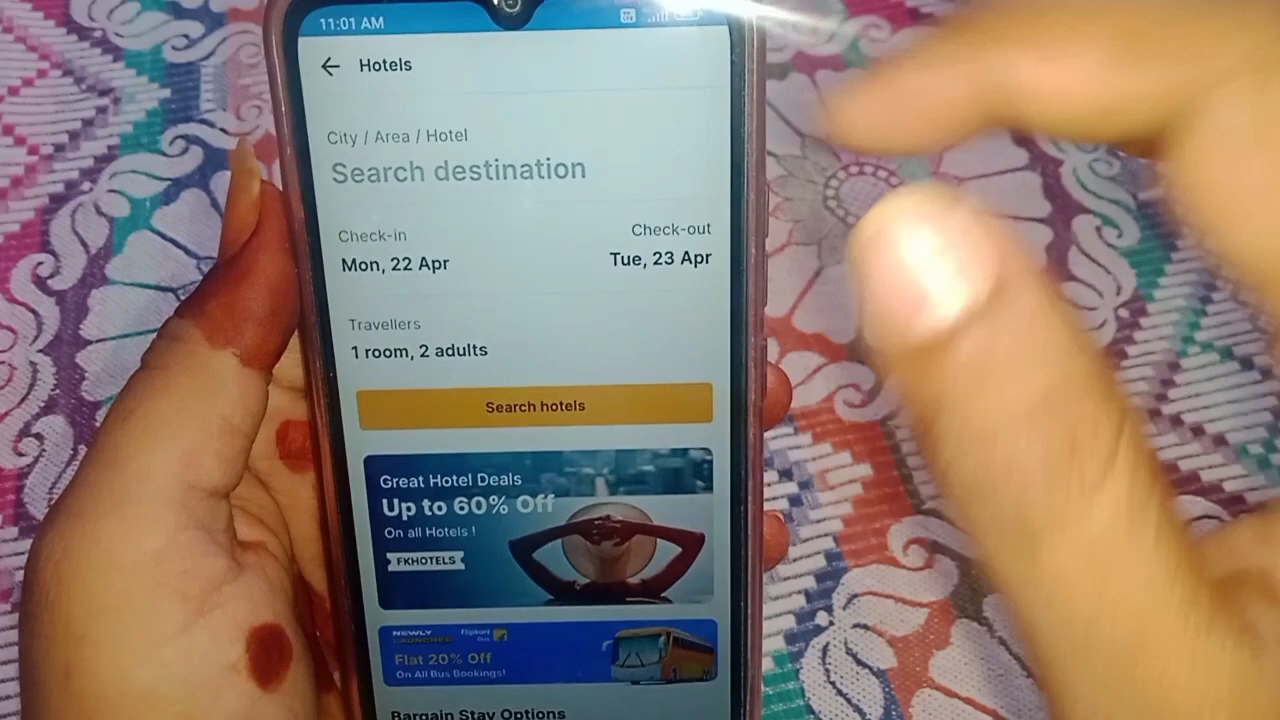 11:01 AM
Hotels
City / Area / Hotel
Search destination
Check-in
Check-out
Mon, 22 Apr
Tue, 23 Apr
Travellers
1 room, 2 adults
Search hotels
Great Hotel Deals
Up to 60% Off
On all Hotels !
FKHOTELS
NEWLY
LAUNCHED
Flipkart
Bus
Flat 20% Off
On All Bus Bookings!
Bargain Stay Options